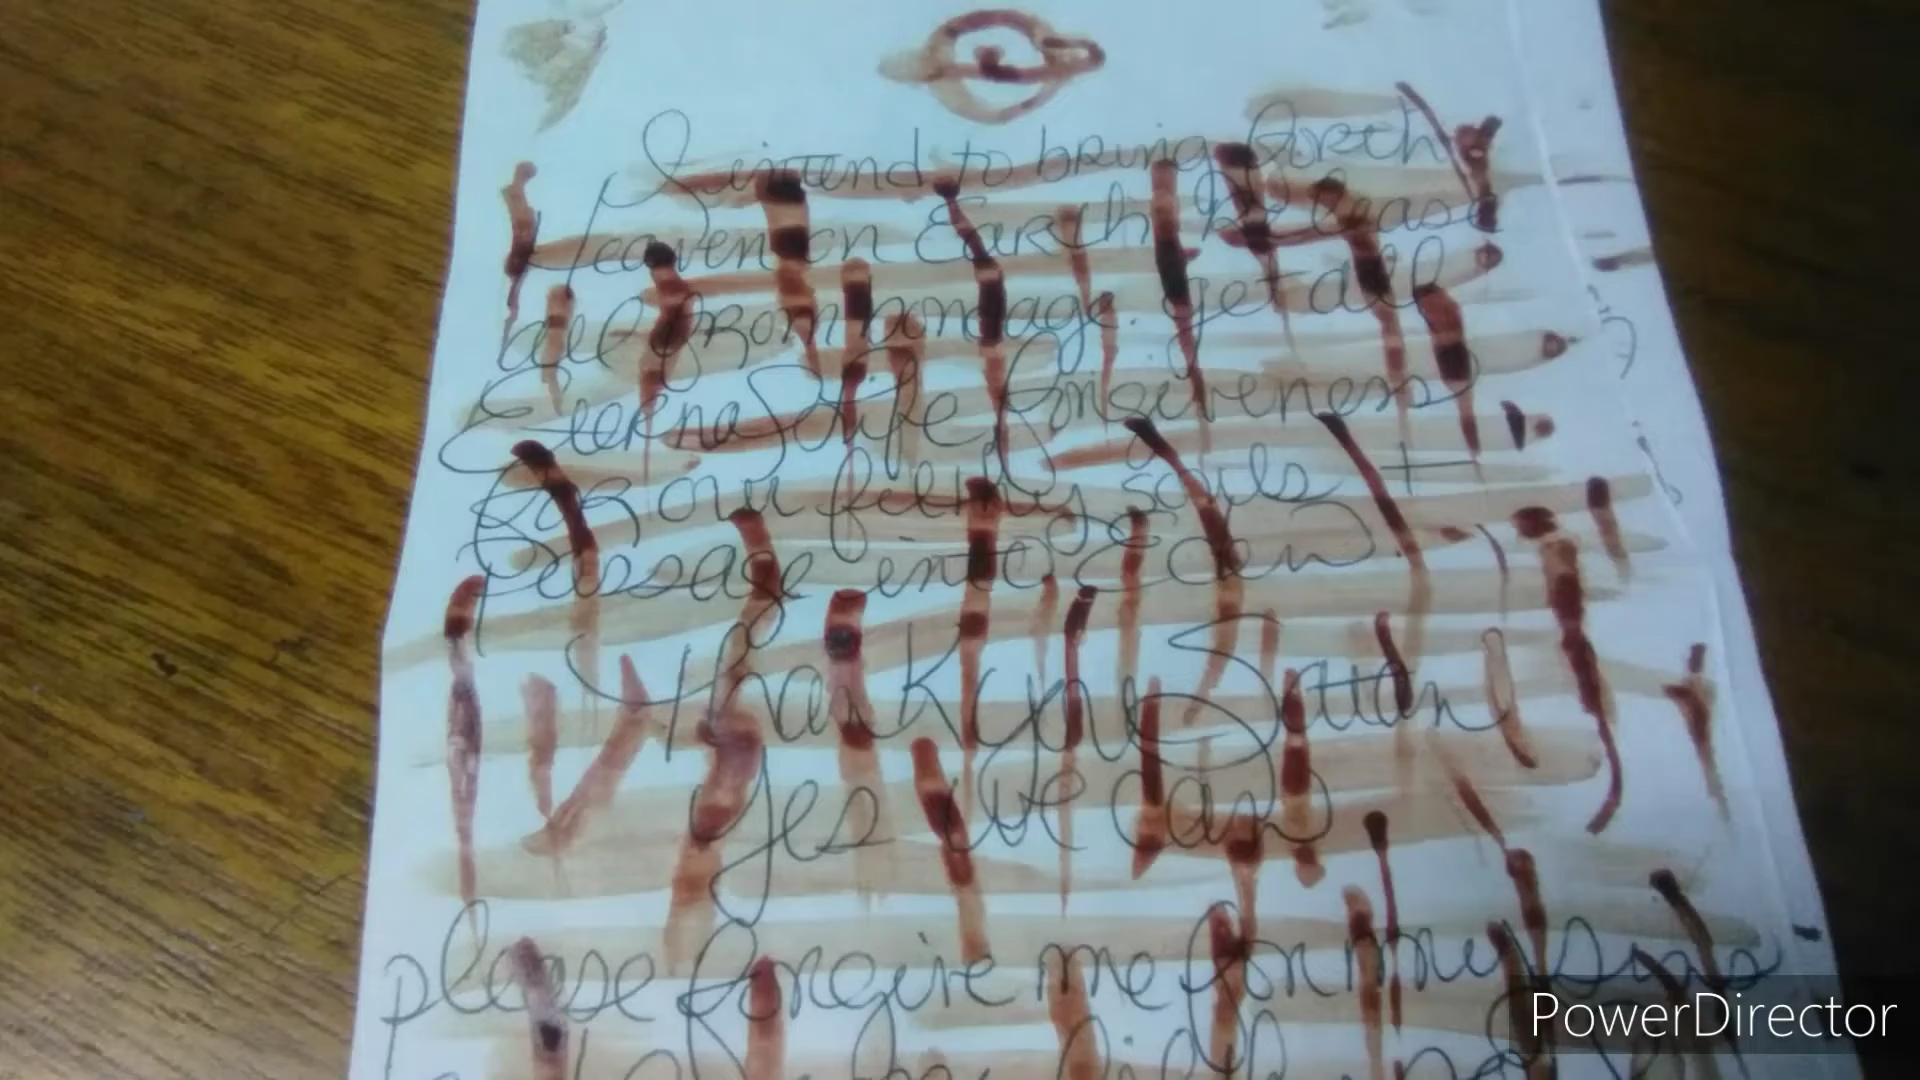 I intend to bring forth
Heaven on Earth Release
all from bondage. get all
Eternal Life, forgiveness
for our filthy souls +
passage into Eden
Thank you Sattan
Yes we can
please forgive me for my sins
PowerDirector